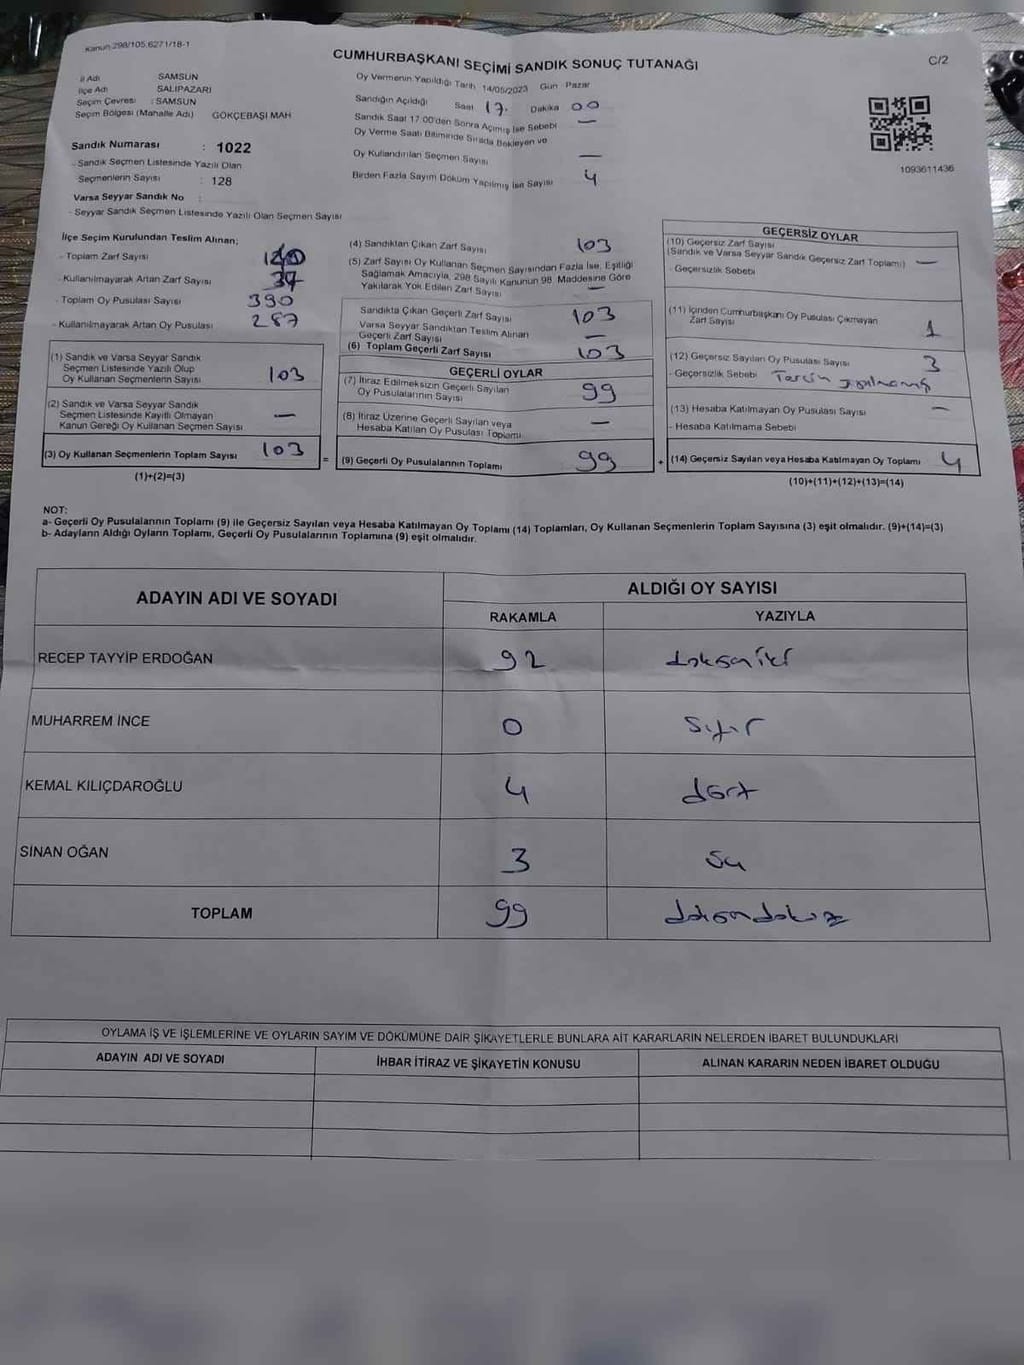 Kanun:298/105.6271/18-1
CUMHURBAŞKANI SEÇİMİ SANDIK SONUÇ TUTANAĞI
C/2
İl Adı SAMSUN
İlçe Adı SALIPAZARI
Seçim Çevresi : SAMSUN
Seçim Bölgesi (Mahalle Adı) GÖKÇEBAŞI MAH
Sandık Numarası : 1022
- Sandık Seçmen Listesinde Yazılı Olan
Seçmenlerin Sayısı : 128
Varsa Seyyar Sandık No :
- Seyyar Sandık Seçmen Listesinde Yazılı Olan Seçmen Sayısı
Oy Vermenin Yapıldığı Tarih 14/05/2023 Gün Pazar
Sandığın Açıldığı Saat 17. Dakika 00
Sandık Saat 17:00'den Sonra Açılmış İse Sebebi —
Oy Verme Saati Bitiminde Sırada Bekleyen ve
Oy Kullandırılan Seçmen Sayısı —
Birden Fazla Sayım Döküm Yapılmış İse Sayısı 4
1093611436
İlçe Seçim Kurulundan Teslim Alınan;
- Toplam Zarf Sayısı 140
- Kullanılmayarak Artan Zarf Sayısı 37
- Toplam Oy Pusulası Sayısı 390
- Kullanılmayarak Artan Oy Pusulası 287
(1) Sandık ve Varsa Seyyar Sandık
Seçmen Listesinde Yazılı Olup
Oy Kullanan Seçmenlerin Sayısı 103
(2) Sandık ve Varsa Seyyar Sandık
Seçmen Listesinde Kayıtlı Olmayan
Kanun Gereği Oy Kullanan Seçmen Sayısı —
(3) Oy Kullanan Seçmenlerin Toplam Sayısı 103 =
(1)+(2)=(3)
(4) Sandıktan Çıkan Zarf Sayısı 103
(5) Zarf Sayısı Oy Kullanan Seçmen Sayısından Fazla İse, Eşitliği
Sağlamak Amacıyla, 298 Sayılı Kanunun 98. Maddesine Göre
Yakılarak Yok Edilen Zarf Sayısı —
Sandıkta Çıkan Geçerli Zarf Sayısı 103
Varsa Seyyar Sandıktan Teslim Alınan
Geçerli Zarf Sayısı —
(6) Toplam Geçerli Zarf Sayısı 103
GEÇERLİ OYLAR
(7) İtiraz Edilmeksizin Geçerli Sayılan
Oy Pusulalarının Sayısı 99
(8) İtiraz Üzerine Geçerli Sayılan veya
Hesaba Katılan Oy Pusulası Toplamı —
(9) Geçerli Oy Pusulalarının Toplamı 99 +
GEÇERSİZ OYLAR
(10) Geçersiz Zarf Sayısı
(Sandık ve Varsa Seyyar Sandık Geçersiz Zarf Toplamı) —
- Geçersizlik Sebebi
(11) İçinden Cumhurbaşkanı Oy Pusulası Çıkmayan
Zarf Sayısı 1
(12) Geçersiz Sayılan Oy Pusulası Sayısı 3
- Geçersizlik Sebebi
(13) Hesaba Katılmayan Oy Pusulası Sayısı —
- Hesaba Katılmama Sebebi
(14) Geçersiz Sayılan veya Hesaba Katılmayan Oy Toplamı 4
(10)+(11)+(12)+(13)=(14)
NOT:
a- Geçerli Oy Pusulalarının Toplamı (9) ile Geçersiz Sayılan veya Hesaba Katılmayan Oy Toplamı (14) Toplamları, Oy Kullanan Seçmenlerin Toplam Sayısına (3) eşit olmalıdır. (9)+(14)=(3)
b- Adayların Aldığı Oyların Toplamı, Geçerli Oy Pusulalarının Toplamına (9) eşit olmalıdır.
ADAYIN ADI VE SOYADI
ALDIĞI OY SAYISI
RAKAMLA YAZIYLA
RECEP TAYYİP ERDOĞAN 92 doksaniki
MUHARREM İNCE 0 Sıfır
KEMAL KILIÇDAROĞLU 4 dört
SİNAN OĞAN 3
TOPLAM 99 doksandokuz
OYLAMA İŞ VE İŞLEMLERİNE VE OYLARIN SAYIM VE DÖKÜMÜNE DAİR ŞİKAYETLERLE BUNLARA AİT KARARLARIN NELERDEN İBARET BULUNDUKLARI
ADAYIN ADI VE SOYADI İHBAR İTİRAZ VE ŞİKAYETİN KONUSU ALINAN KARARIN NEDEN İBARET OLDUĞU